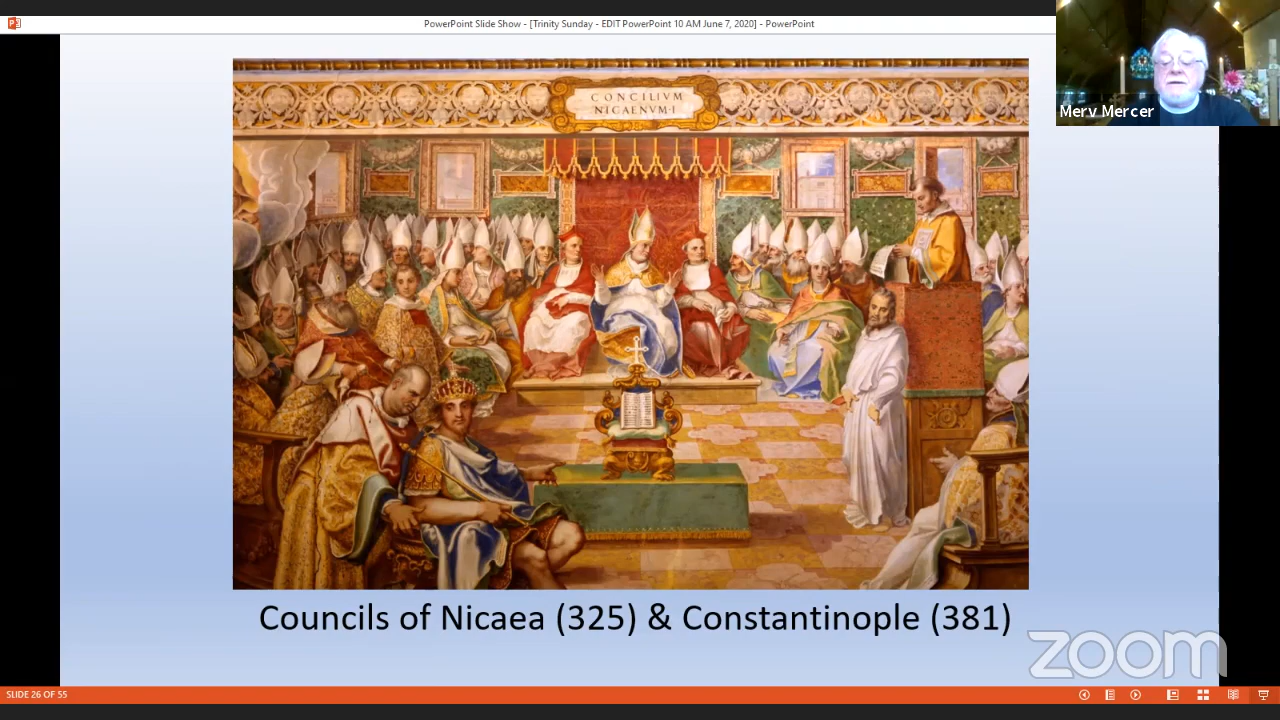 PowerPoint Slide Show - [Trinity Sunday - EDIT PowerPoint 10 AM June 7, 2020] - PowerPoint
Merv Mercer
CONCILIVM
NICAENVM·I
Councils of Nicaea (325) & Constantinople (381)
zoom
SLIDE 26 OF 55